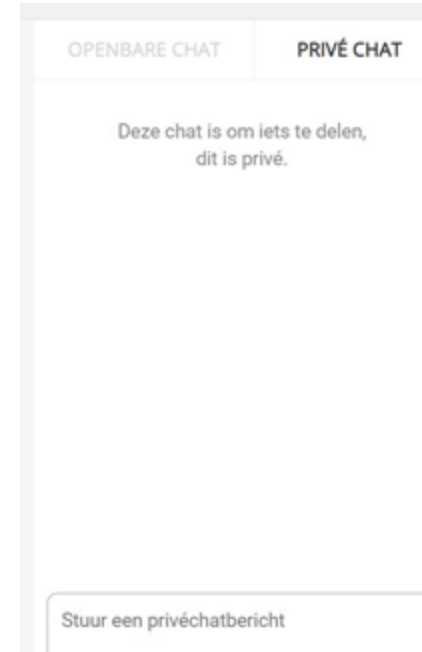 OPENBARE CHAT
PRIVÉ CHAT
Deze chat is om iets te delen,
dit is privé.
Stuur een privéchatbericht